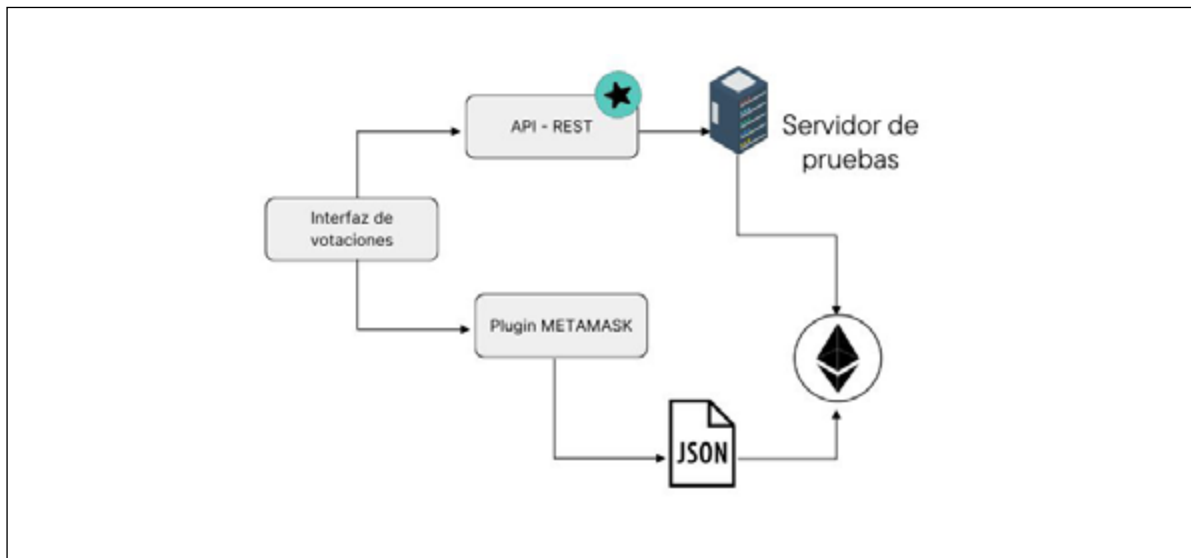 API - REST
Servidor de
pruebas
Interfaz de
votaciones
Plugin METAMASK
JSON